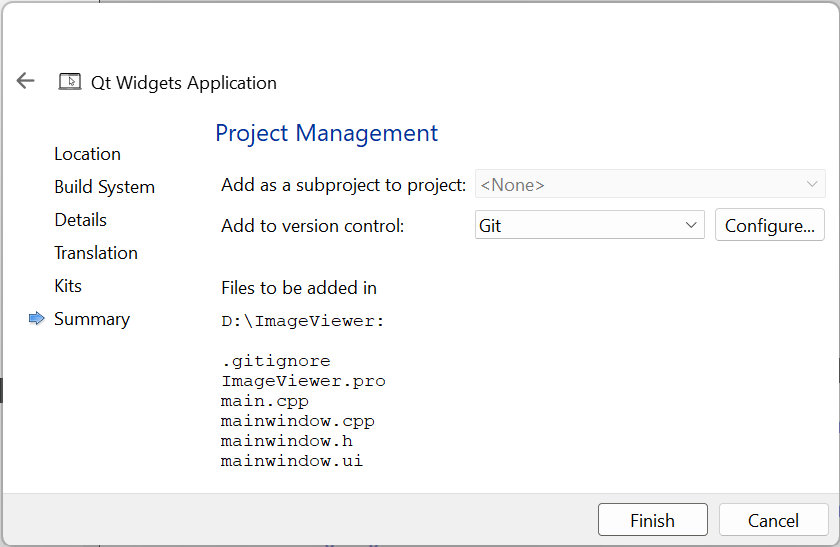 Qt Widgets Application
Project Management
Location
Build System
Details
Translation
Kits
Summary
Add as a subproject to project: <None>
Add to version control: Git Configure...
Files to be added in
D:\ImageViewer:
.gitignore
ImageViewer.pro
main.cpp
mainwindow.cpp
mainwindow.h
mainwindow.ui
Finish Cancel